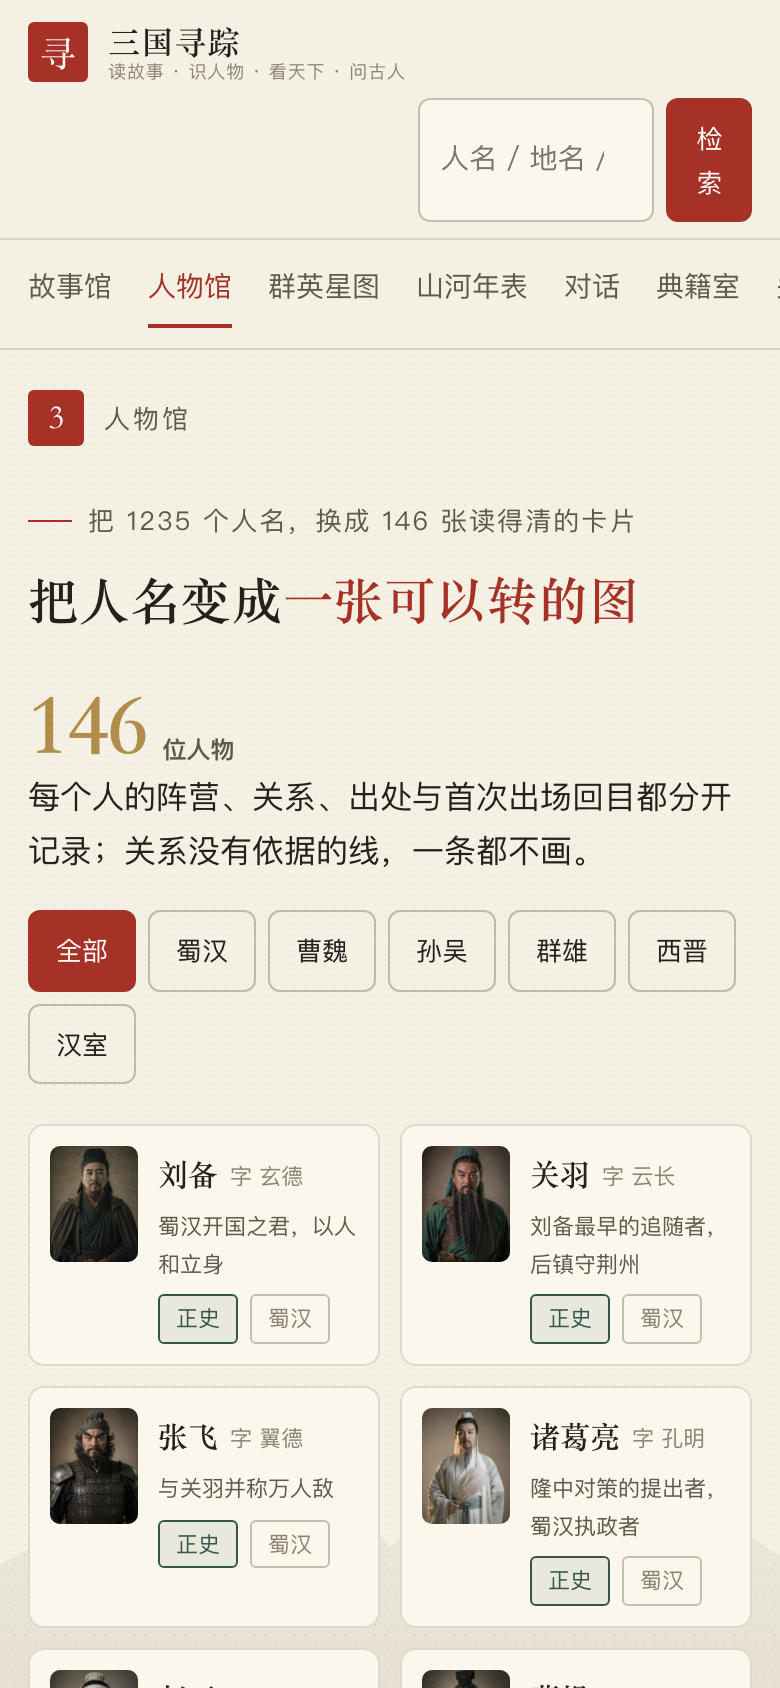 寻
三国寻踪
读故事 · 识人物 · 看天下 · 问古人
人名 / 地名 /
检
索
故事馆 人物馆 群英星图 山河年表 对话 典籍室
3 人物馆
把 1235 个人名，换成 146 张读得清的卡片
把人名变成一张可以转的图
146 位人物
每个人的阵营、关系、出处与首次出场回目都分开
记录；关系没有依据的线，一条都不画。
全部 蜀汉 曹魏 孙吴 群雄 西晋
汉室
刘备 字 玄德
蜀汉开国之君，以人
和立身
正史 蜀汉
关羽 字 云长
刘备最早的追随者，
后镇守荆州
正史 蜀汉
张飞 字 翼德
与关羽并称万人敌
正史 蜀汉
诸葛亮 字 孔明
隆中对策的提出者，
蜀汉执政者
正史 蜀汉